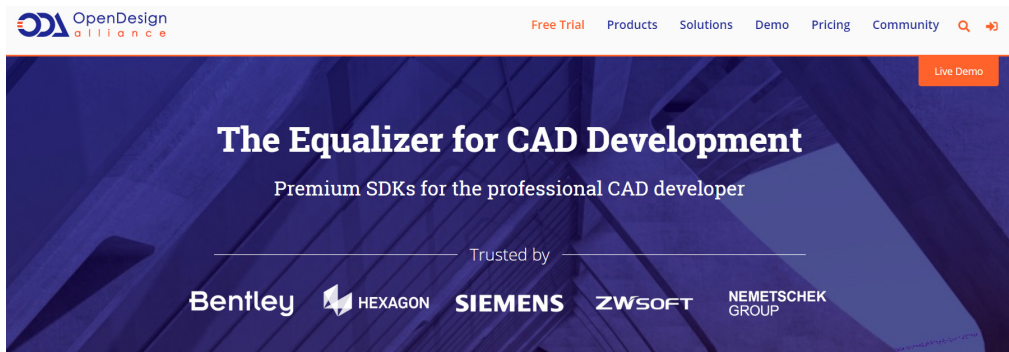 ODA OpenDesign
alliance
Free Trial Products Solutions Demo Pricing Community
Live Demo
The Equalizer for CAD Development
Premium SDKs for the professional CAD developer
Trusted by
Bentley HEXAGON SIEMENS ZWSOFT NEMETSCHEK
GROUP